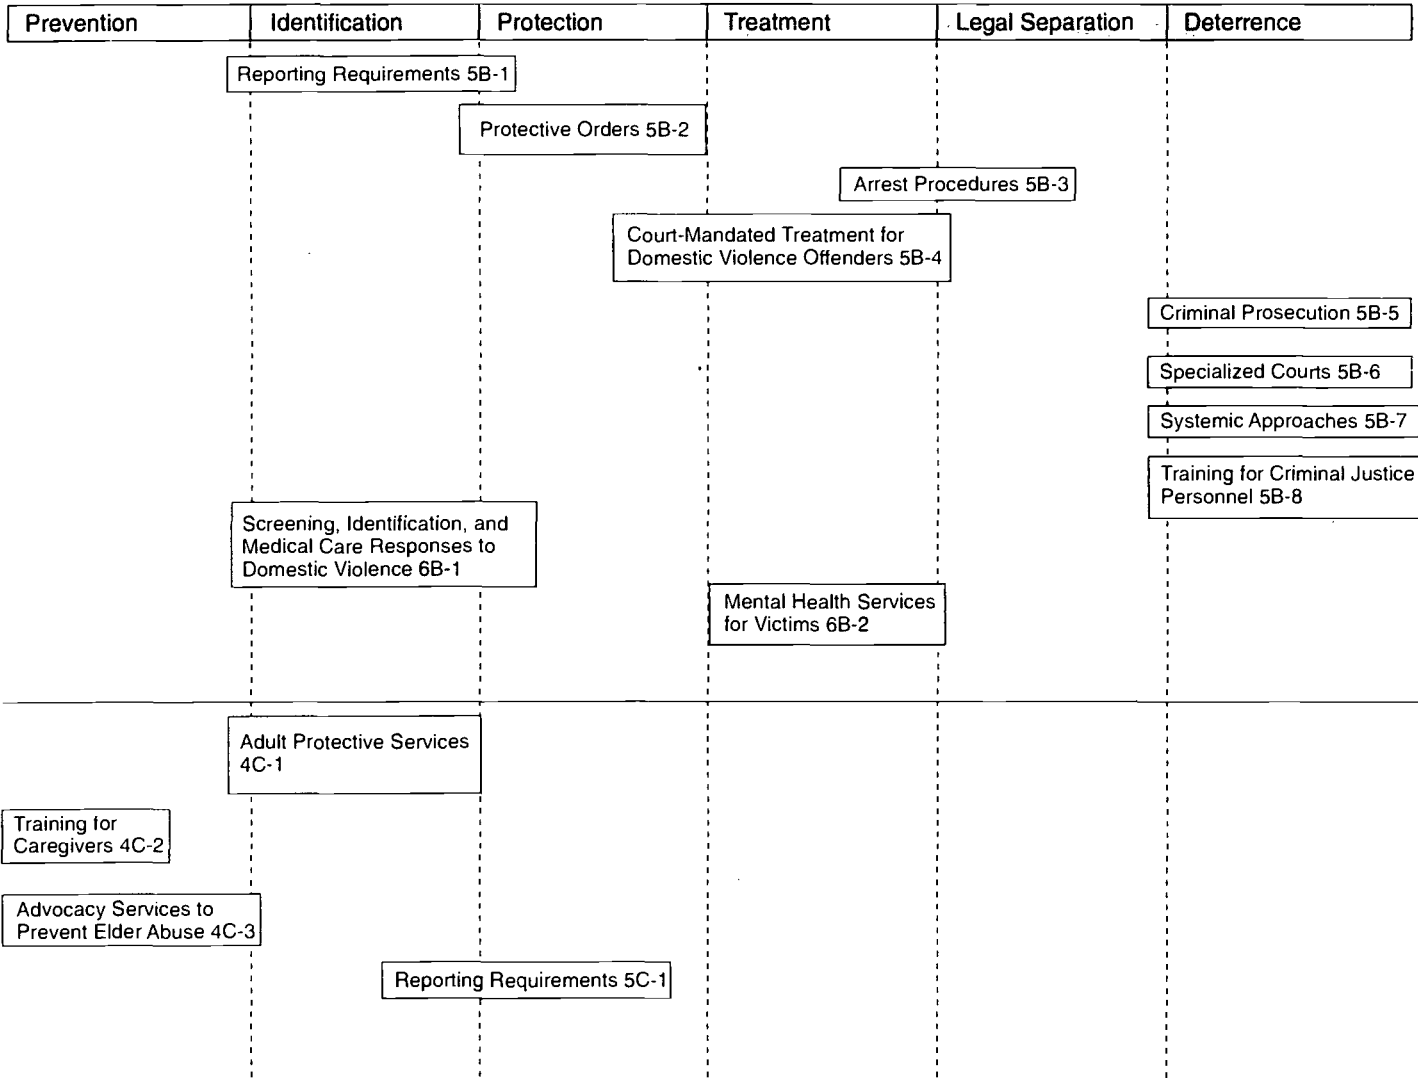 Prevention
Identification
Protection
Treatment
Legal Separation
Deterrence
Reporting Requirements 5B-1
Protective Orders 5B-2
Arrest Procedures 5B-3
Court-Mandated Treatment for
Domestic Violence Offenders 5B-4
Criminal Prosecution 5B-5
Specialized Courts 5B-6
Systemic Approaches 5B-7
Training for Criminal Justice
Personnel 5B-8
Screening, Identification, and
Medical Care Responses to
Domestic Violence 6B-1
Mental Health Services
for Victims 6B-2
Adult Protective Services
4C-1
Training for
Caregivers 4C-2
Advocacy Services to
Prevent Elder Abuse 4C-3
Reporting Requirements 5C-1